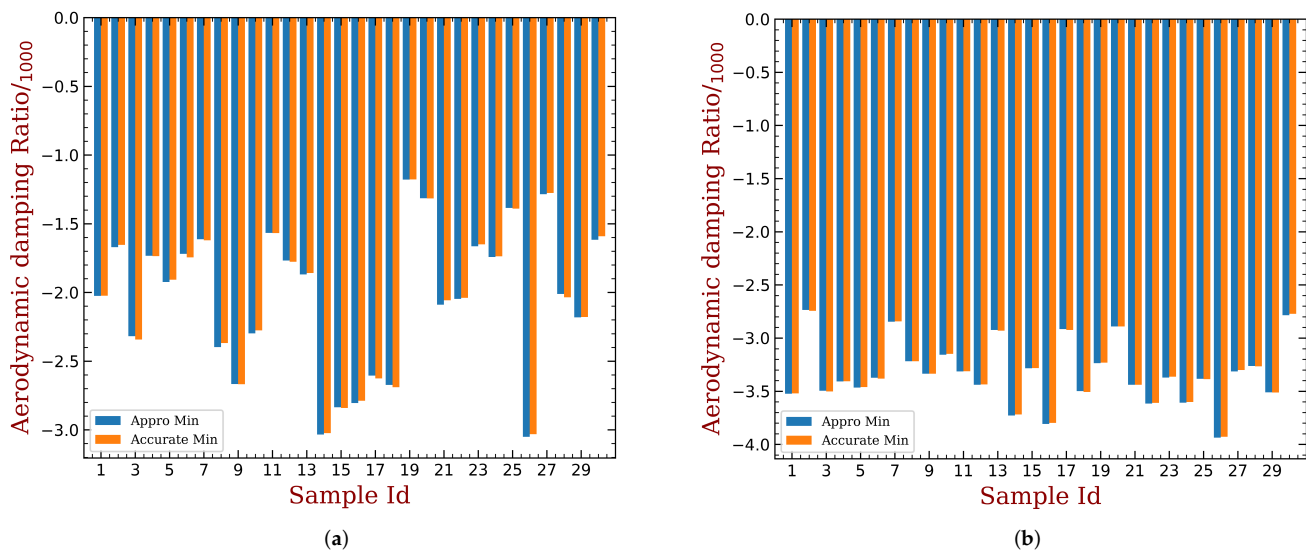 0.0
−0.5
−1.0
−1.5
−2.0
−2.5
−3.0
Aerodynamic damping Ratio/1000
Appro Min
Accurate Min
1 3 5 7 9 11 13 15 17 19 21 23 25 27 29
Sample Id
(a)
0.0
−0.5
−1.0
−1.5
−2.0
−2.5
−3.0
−3.5
−4.0
Aerodynamic damping Ratio/1000
Appro Min
Accurate Min
1 3 5 7 9 11 13 15 17 19 21 23 25 27 29
Sample Id
(b)